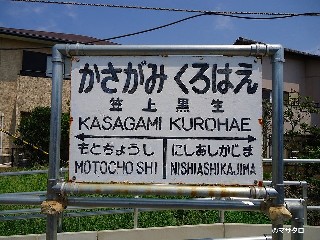 かさがみくろはえ
笠上黒生
KASAGAMI KUROHAE
もとちょうし にしあしかじま
MOTOCHOSHI NISHIASHIKAJIMA
©マサタロ